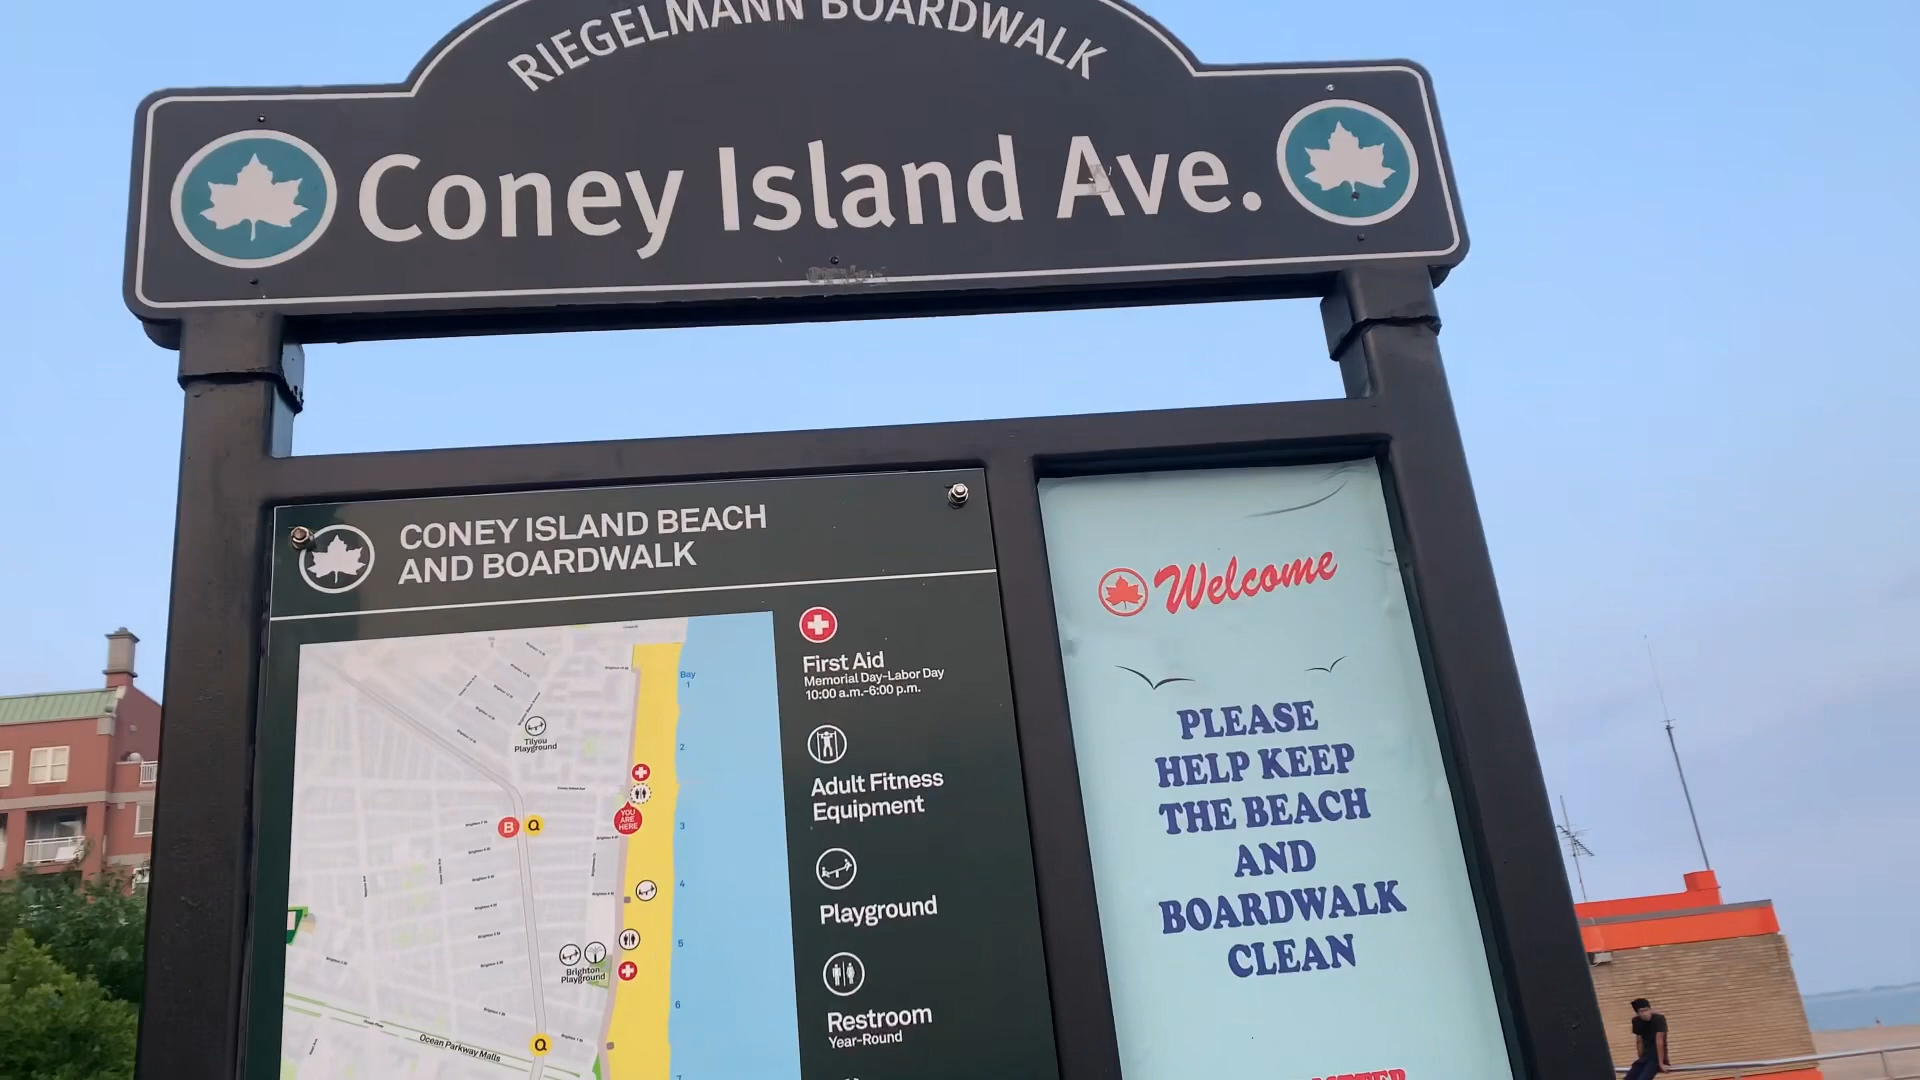 RIEGELMANN BOARDWALK
Coney Island Ave.
CONEY ISLAND BEACH
AND BOARDWALK
Bay
1
2
3
4
5
6
7
Tilyou
Playground
B
Q
YOU
ARE
HERE
Brighton
Playground
Ocean Parkway Malls
Q
First Aid
Memorial Day-Labor Day
10:00 a.m.-6:00 p.m.
Adult Fitness
Equipment
Playground
Restroom
Year-Round
Welcome
PLEASE
HELP KEEP
THE BEACH
AND
BOARDWALK
CLEAN